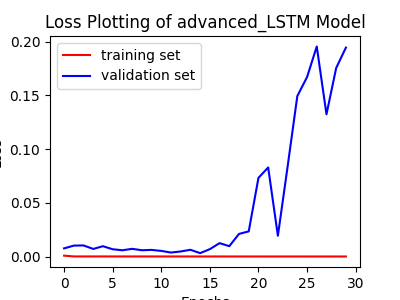 Loss Plotting of advanced_LSTM Model
training set
validation set
0.20
0.15
0.10
0.05
0.00
0 5 10 15 20 25 30
Epochs